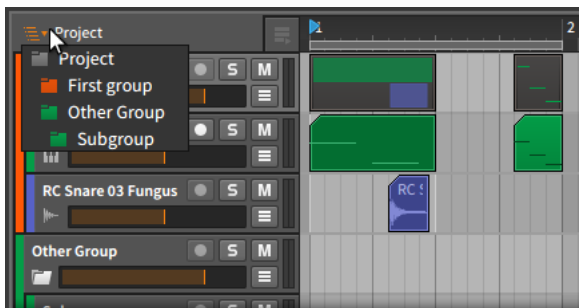 Project
1
2
Project
First group
Other Group
Subgroup
S M
S M
RC Snare 03 Fungus S M
RC
Other Group S M